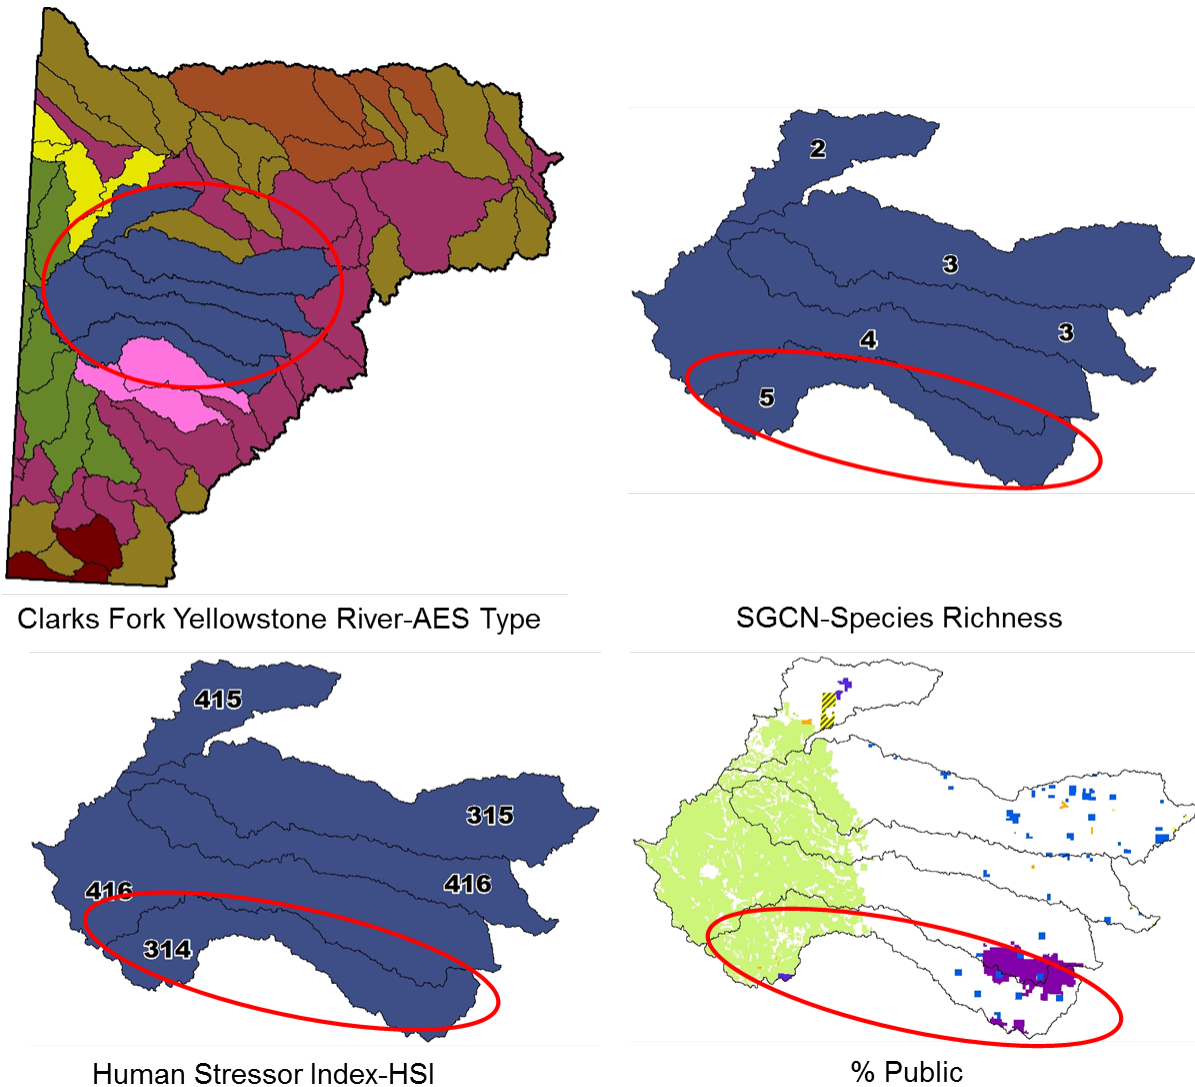 2
3
4
3
5
Clarks Fork Yellowstone River-AES Type
SGCN-Species Richness
415
315
416
416
314
Human Stressor Index-HSI
% Public